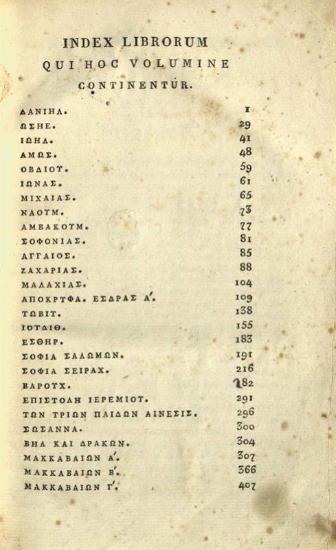 INDEX LIBRORUM
QUI HOC VOLUMINE
CONTINENTUR.
ΔΑΝΙΗΛ. 1
ΩΣΗΕ. 29
ΙΩΗΛ. 41
ΑΜΩΣ. 48
ΟΒΔΙΟΥ. 59
ΙΩΝΑΣ. 61
ΜΙΧΑΙΑΣ. 65
ΝΑΟΥΜ. 73
ΑΜΒΑΚΟΥΜ. 77
ΣΟΦΟΝΙΑΣ. 81
ΑΓΓΑΙΟΣ. 85
ΖΑΧΑΡΙΑΣ. 88
ΜΑΛΑΧΙΑΣ. 104
ΑΠΟΚΡΥΦΑ. ΕΣΔΡΑΣ Α΄. 109
ΤΩΒΙΤ. 138
ΙΟΥΔΙΘ. 155
ΕΣΘΗΡ. 183
ΣΟΦΙΑ ΣΑΛΩΜΩΝ. 191
ΣΟΦΙΑ ΣΕΙΡΑΧ. 216
ΒΑΡΟΥΧ. 282
ΕΠΙΣΤΟΛΗ ΙΕΡΕΜΙΟΥ. 291
ΤΩΝ ΤΡΙΩΝ ΠΑΙΔΩΝ ΑΙΝΕΣΙΣ. 296
ΣΩΣΑΝΝΑ. 300
ΒΗΛ ΚΑΙ ΔΡΑΚΩΝ. 304
ΜΑΚΚΑΒΑΙΩΝ Α΄. 307
ΜΑΚΚΑΒΑΙΩΝ Β΄. 366
ΜΑΚΚΑΒΑΙΩΝ Γ΄. 407